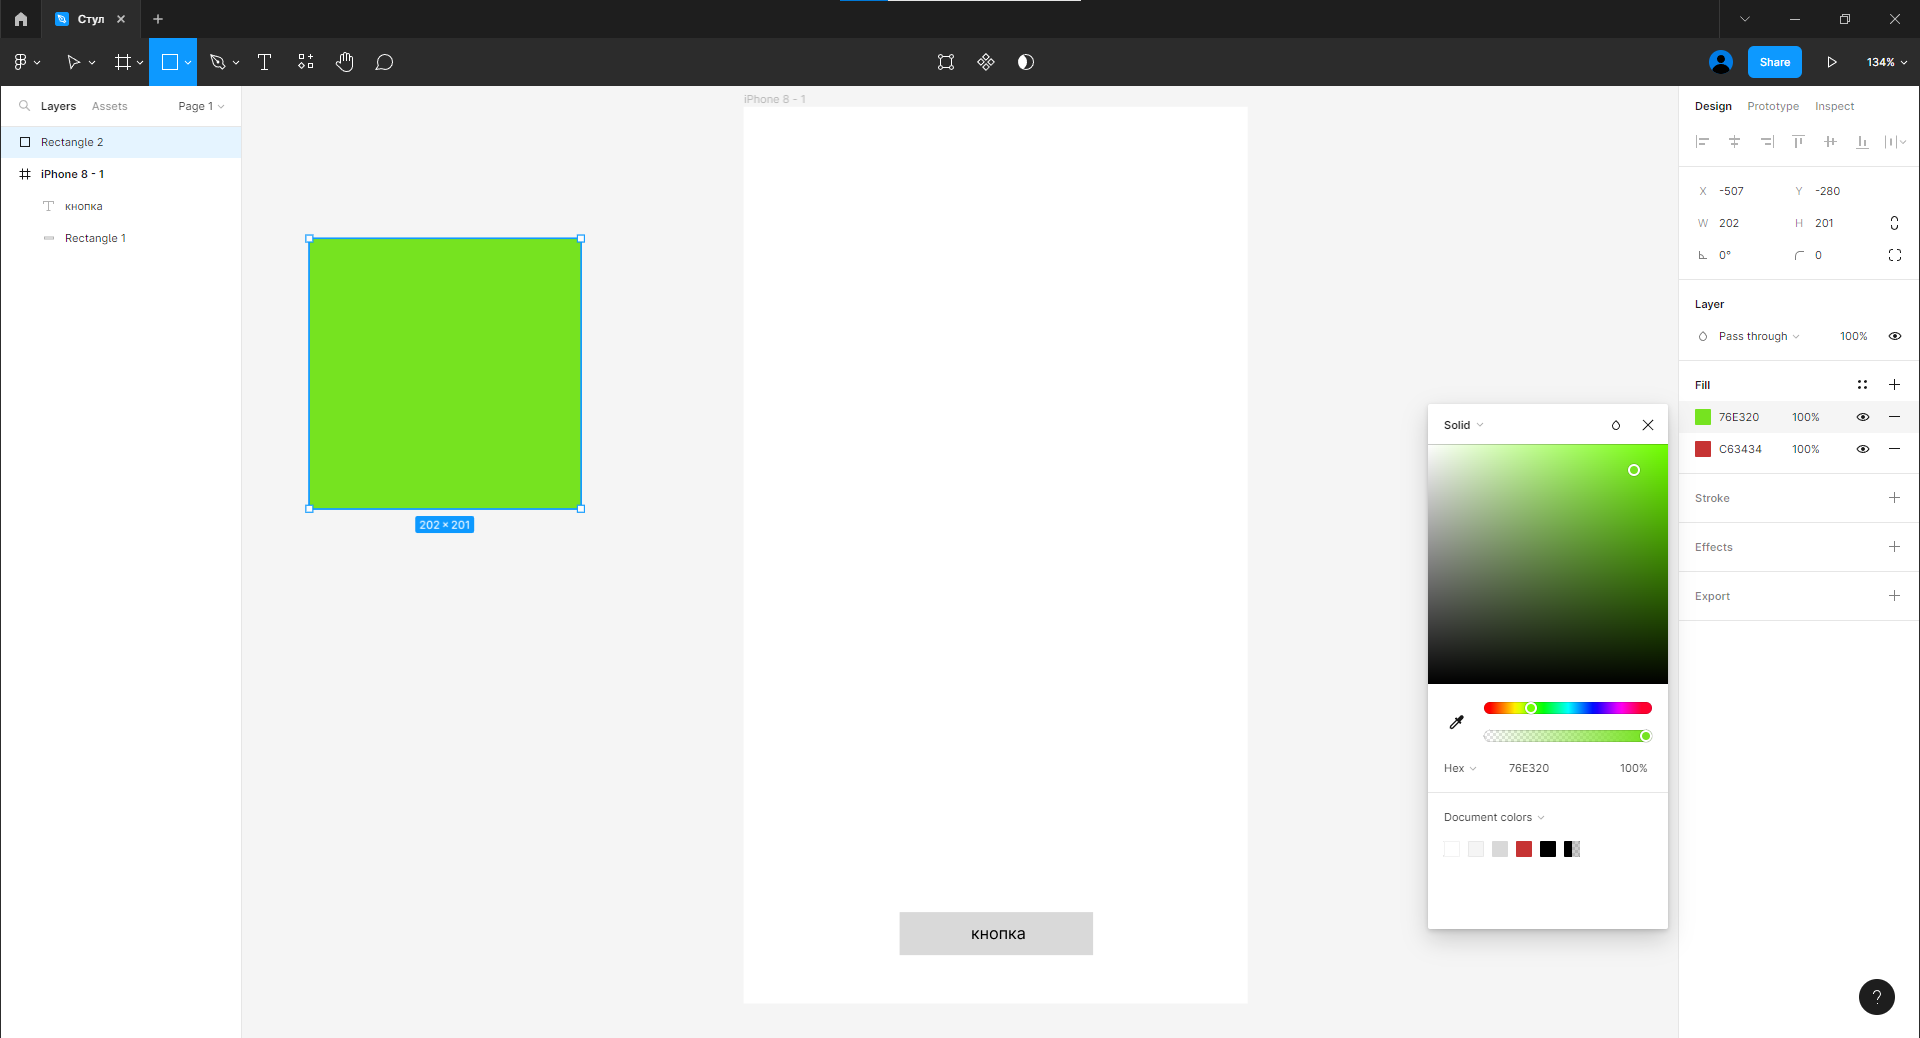 Стул
Share
134%
Layers
Assets
Page 1
Rectangle 2
iPhone 8 - 1
кнопка
Rectangle 1
iPhone 8 - 1
202 × 201
кнопка
Design
Prototype
Inspect
X
-507
Y
-280
W
202
H
201
0°
0
Layer
Pass through
100%
Fill
76E320
100%
C63434
100%
Stroke
Effects
Export
Solid
Hex
76E320
100%
Document colors
?